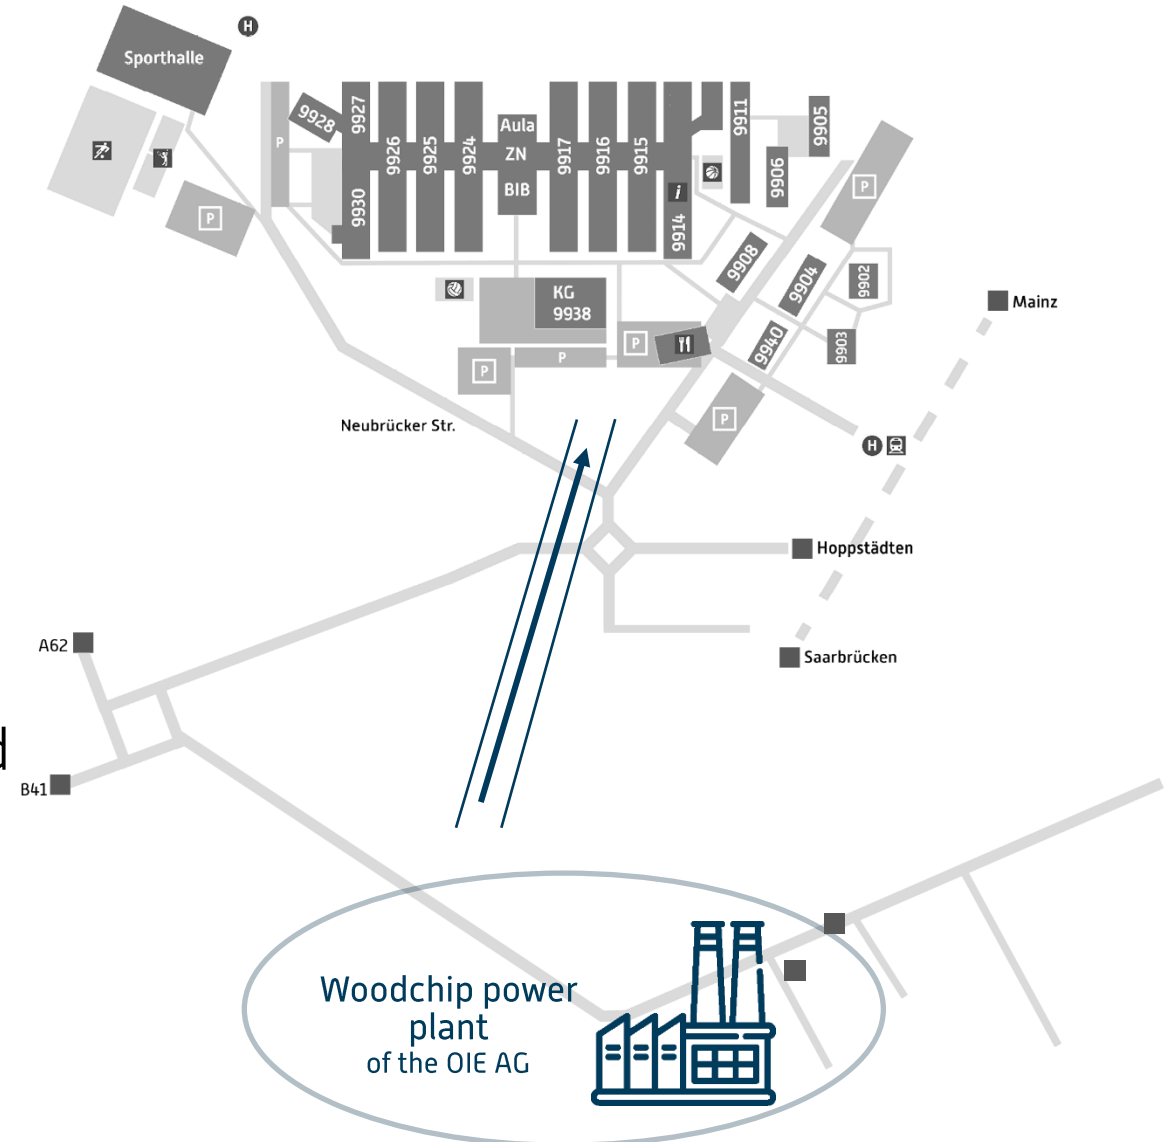 H
Sporthalle
P
9928
9927
9930
9926
9925
9924
Aula
ZN
BIB
9917
9916
9915
i
9914
9911
9905
9906
P
P
9908
9904
9902
9903
9940
KG
9938
P
P
P
P
Mainz
Neubrücker Str.
H
Hoppstädten
A62
Saarbrücken
d
B41
Woodchip power
plant
of the OIE AG